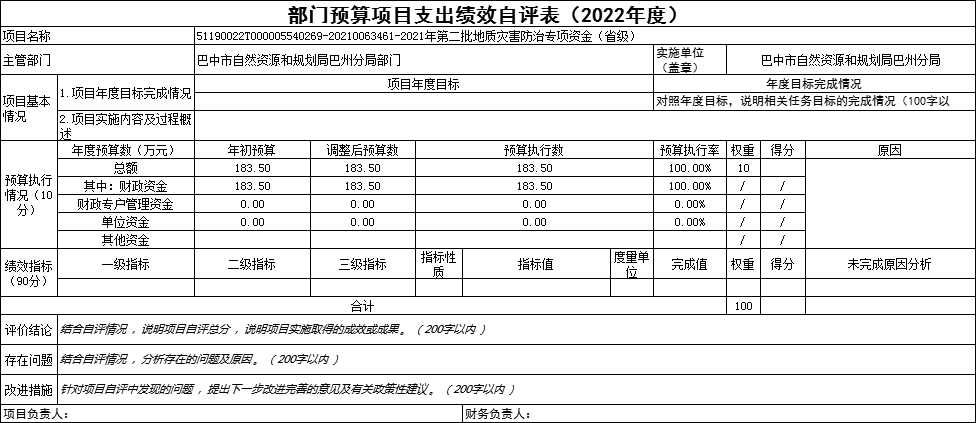 部门预算项目支出绩效自评表（2022年度）
项目名称 51190022T000005540269-20210063461-2021年第二批地质灾害防治专项资金（省级）
主管部门 巴中市自然资源和规划局巴州分局部门 实施单位（盖章） 巴中市自然资源和规划局巴州分局
项目基本情况 1.项目年度目标完成情况 项目年度目标 年度目标完成情况
对照年度目标，说明相关任务目标的完成情况（100字以
2.项目实施内容及过程概述
预算执行情况（10分） 年度预算数（万元） 年初预算 调整后预算数 预算执行数 预算执行率 权重 得分 原因
总额 183.50 183.50 183.50 100.00% 10
其中：财政资金 183.50 183.50 183.50 100.00% / /
财政专户管理资金 0.00 0.00 0.00 0.00% / /
单位资金 0.00 0.00 0.00 0.00% / /
其他资金 / /
绩效指标（90分） 一级指标 二级指标 三级指标 指标性质 指标值 度量单位 完成值 权重 得分 未完成原因分析
合计 100
评价结论 结合自评情况，说明项目自评总分，说明项目实施取得的成效或成果。（200字以内）
存在问题 结合自评情况，分析存在的问题及原因。（200字以内）
改进措施 针对项目自评中发现的问题，提出下一步改进完善的意见及有关政策性建议。（200字以内）
项目负责人： 财务负责人：